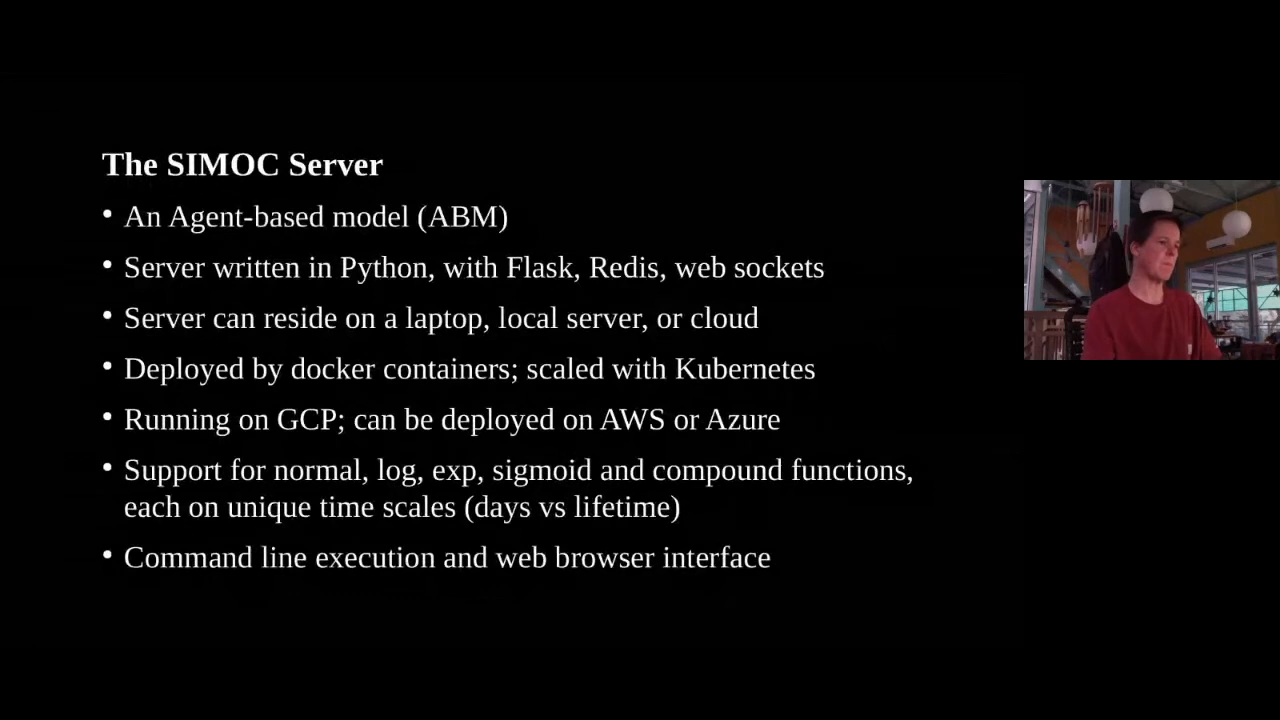 The SIMOC Server
• An Agent-based model (ABM)
• Server written in Python, with Flask, Redis, web sockets
• Server can reside on a laptop, local server, or cloud
• Deployed by docker containers; scaled with Kubernetes
• Running on GCP; can be deployed on AWS or Azure
• Support for normal, log, exp, sigmoid and compound functions,
each on unique time scales (days vs lifetime)
• Command line execution and web browser interface